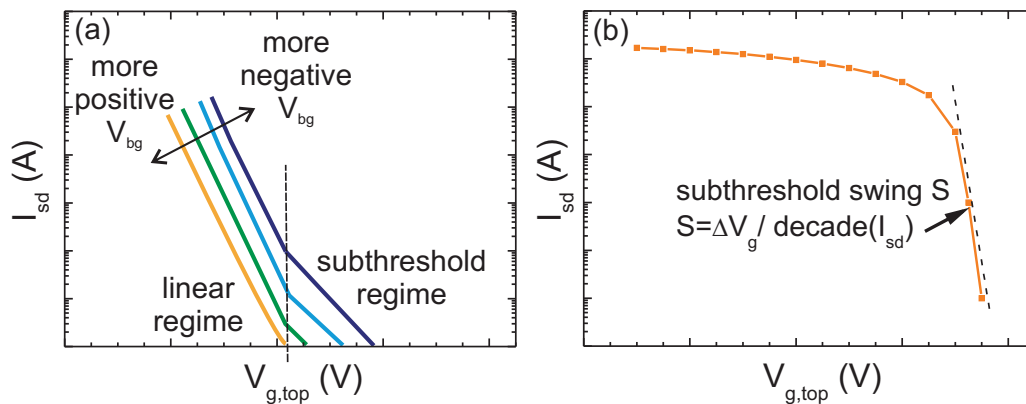 (a)
more
positive
V_bg
more
negative
V_bg
linear
regime
subthreshold
regime
I_sd (A)
V_g,top (V)
(b)
subthreshold swing S
S=ΔV_g/ decade(I_sd)
I_sd (A)
V_g,top (V)